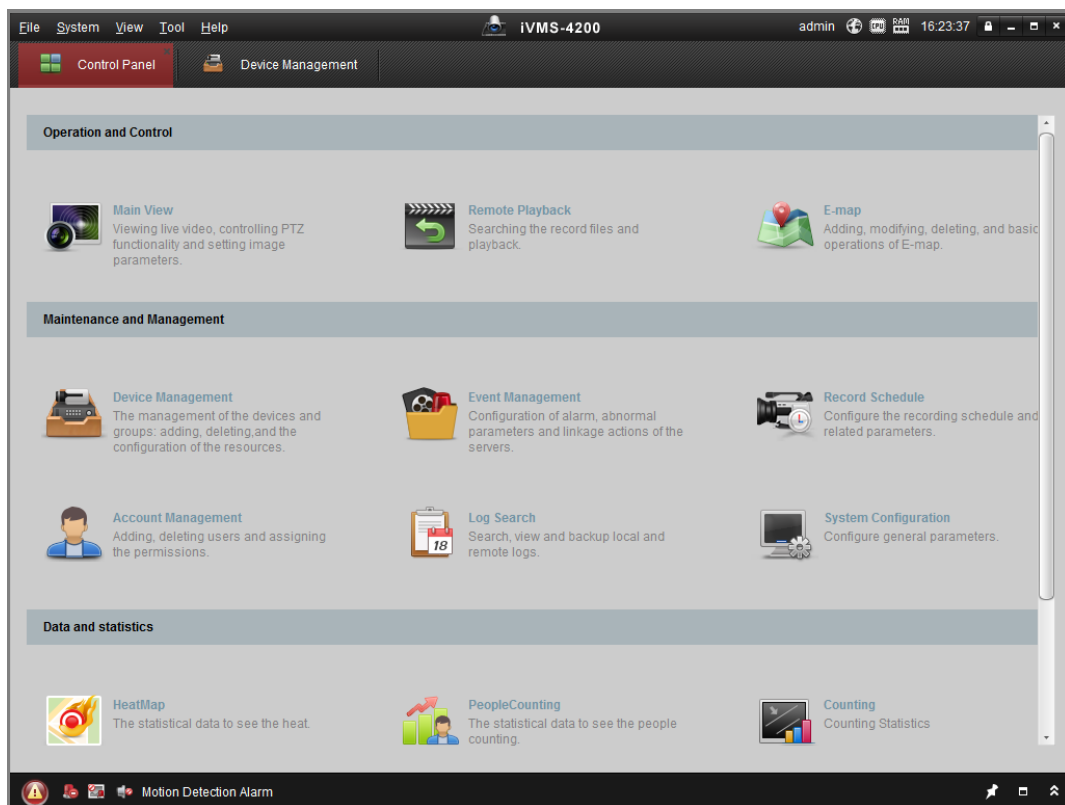 File System View Tool Help iVMS-4200 admin CPU RAM 16:23:37
Control Panel Device Management
Operation and Control
Main View
Viewing live video, controlling PTZ
functionality and setting image
parameters.
Remote Playback
Searching the record files and
playback.
E-map
Adding, modifying, deleting, and basic
operations of E-map.
Maintenance and Management
Device Management
The management of the devices and
groups: adding, deleting,and the
configuration of the resources.
Event Management
Configuration of alarm, abnormal
parameters and linkage actions of the
servers.
Record Schedule
Configure the recording schedule and
related parameters.
Account Management
Adding, deleting users and assigning
the permissions.
18
Log Search
Search, view and backup local and
remote logs.
System Configuration
Configure general parameters.
Data and statistics
HeatMap
The statistical data to see the heat.
PeopleCounting
The statistical data to see the people
counting.
Counting
Counting Statistics
Motion Detection Alarm